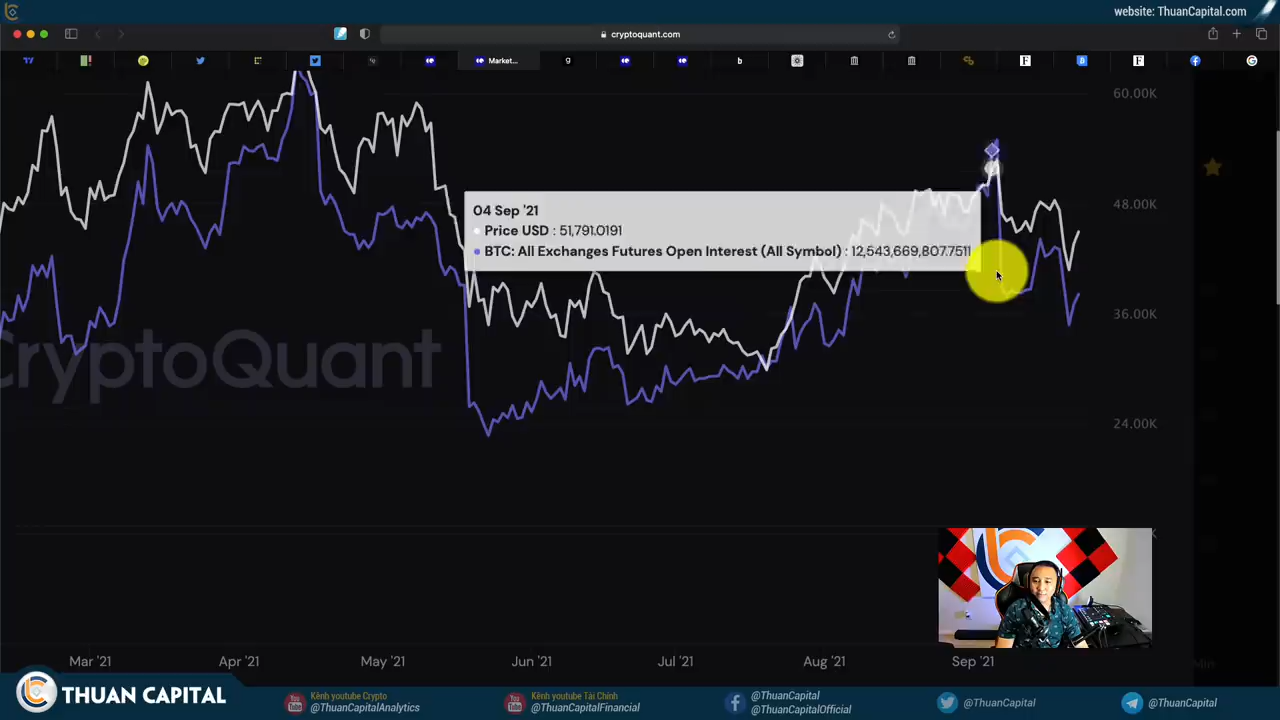 website: ThuanCapital.com
cryptoquant.com
Market...
60.00K
04 Sep '21
Price USD : 51,791.0191
BTC: All Exchanges Futures Open Interest (All Symbol) : 12,543,669,807.7511
48.00K
36.00K
CryptoQuant
24.00K
Mar '21
Apr '21
May '21
Jun '21
Jul '21
Aug '21
Sep '21
Min
THUAN CAPITAL
Kênh youtube Crypto
@ThuanCapitalAnalytics
Kênh youtube Tài Chính
@ThuanCapitalFinancial
@ThuanCapital
@ThuanCapitalOfficial
@ThuanCapital
@ThuanCapital